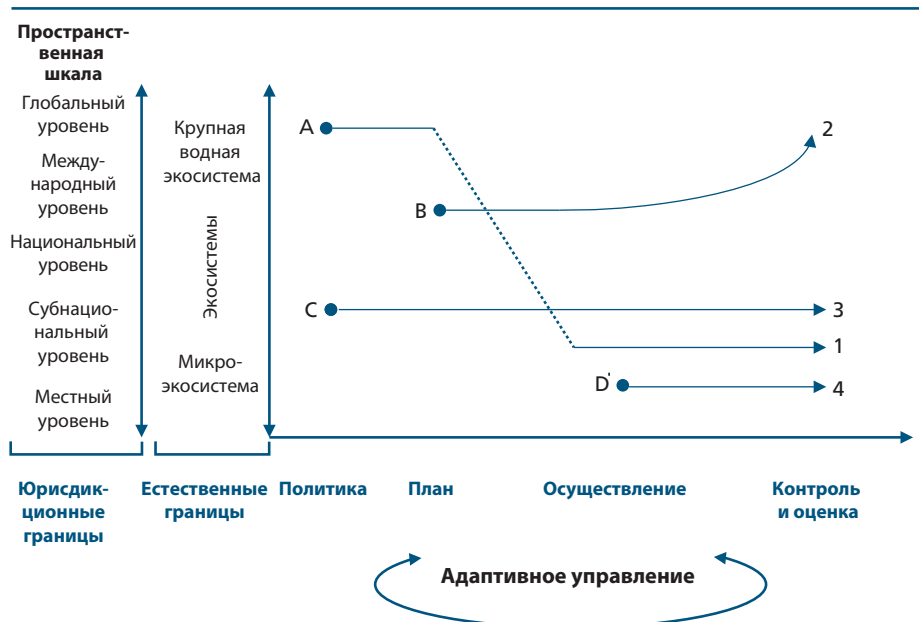 Пространст-
венная
шкала
Глобальный
уровень
Между-
народный
уровень
Национальный
уровень
Субнацио-
нальный
уровень
Местный
уровень
Крупная
водная
экосистема
Экосистемы
Микро-
экосистема
A
B
C
D
2
3
1
4
Юрисдик-
ционные
границы
Естественные
границы
Политика
План
Осуществление
Контроль
и оценка
Адаптивное управление